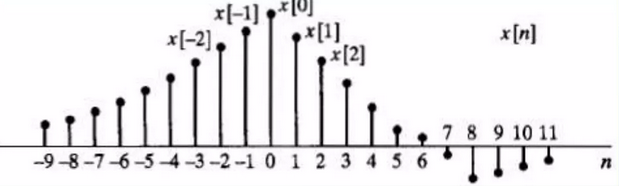 x[-1] x[0]
x[-2] x[1] x[n]
x[2]
7 8 9 10 11
-9 -8 -7 -6 -5 -4 -3 -2 -1 0 1 2 3 4 5 6 n